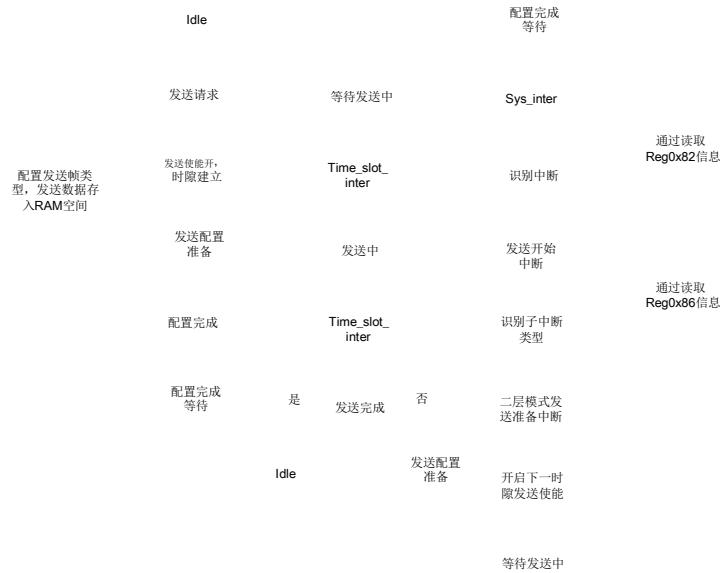 Idle
配置完成
等待
发送请求
等待发送中
Sys_inter
通过读取
Reg0x82信息
配置发送帧类
型，发送数据存
入RAM空间
发送使能开，
时隙建立
Time_slot_
inter
识别中断
发送配置
准备
发送中
发送开始
中断
通过读取
Reg0x86信息
配置完成
Time_slot_
inter
识别子中断
类型
配置完成
等待
是
发送完成
否
二层模式发
送准备中断
Idle
发送配置
准备
开启下一时
隙发送使能
等待发送中